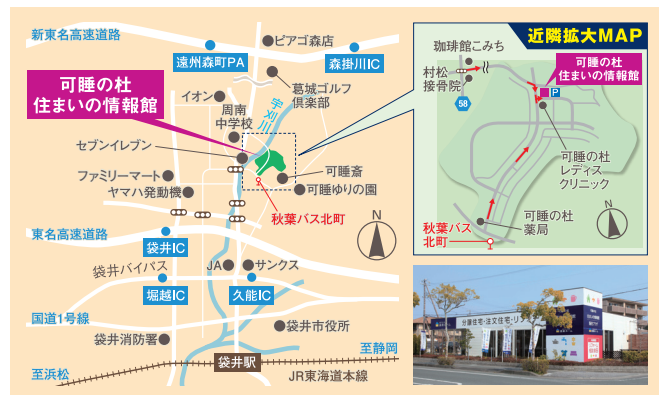 新東名高速道路
ピアゴ森店
遠州森町PA
森掛川IC
可睡の杜
住まいの情報館
葛城ゴルフ
倶楽部
イオン
宇刈川
周南
中学校
セブンイレブン
ファミリーマート
可睡斎
ヤマハ発動機
可睡ゆりの園
秋葉バス北町
N
東名高速道路
袋井IC
袋井バイパス
JA
サンクス
堀越IC
久能IC
国道1号線
袋井市役所
袋井消防署
至静岡
袋井駅
至浜松
JR東海道本線
近隣拡大MAP
珈琲館こみち
可睡の杜
住まいの情報館
村松
接骨院
P
58
可睡の杜
レディス
クリニック
可睡の杜
薬局
秋葉バス
北町
N
分譲住宅・注文住宅・リ